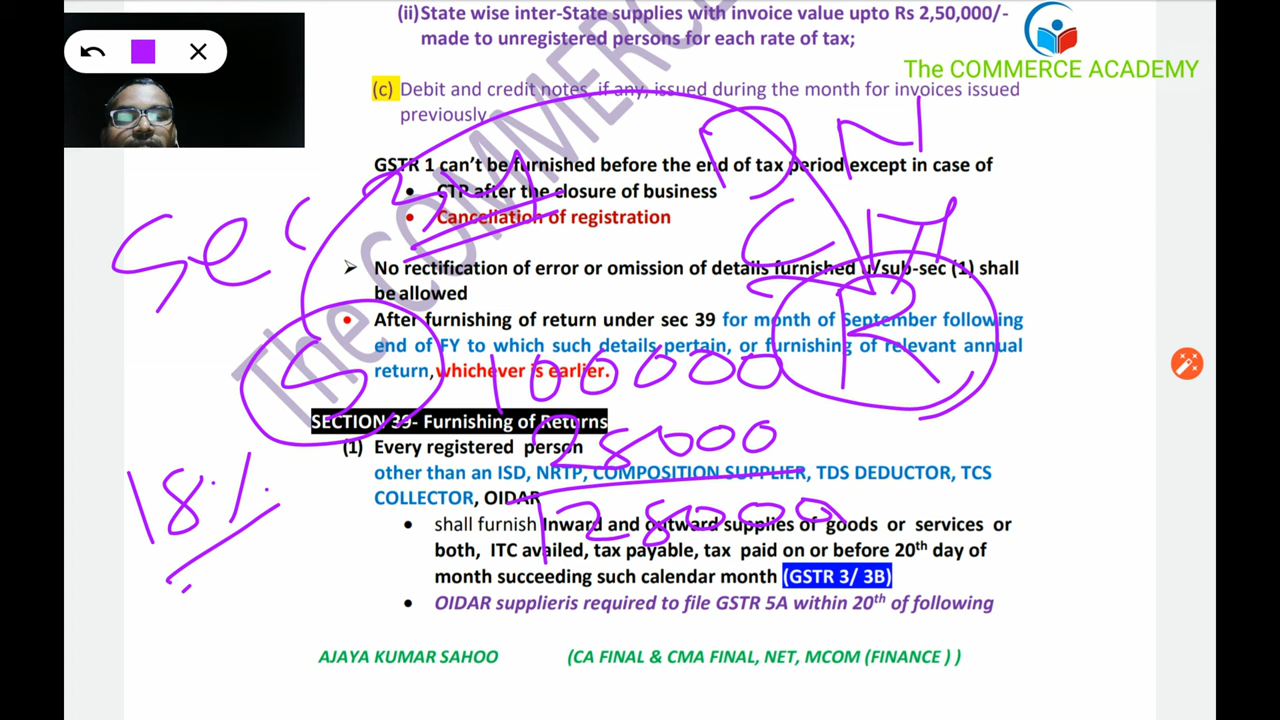 (ii) State wise inter-State supplies with invoice value upto Rs 2,50,000/-
made to unregistered persons for each rate of tax;
The COMMERCE ACADEMY
(c) Debit and credit notes, if any, issued during the month for invoices issued
previously
GSTR 1 can't be furnished before the end of tax period except in case of
• CTP after the closure of business
• Cancellation of registration
➢ No rectification of error or omission of details furnished u/sub-sec (1) shall
be allowed
• After furnishing of return under sec 39 for month of September following
end of FY to which such details pertain, or furnishing of relevant annual
return, whichever is earlier.
SECTION 39- Furnishing of Returns
(1) Every registered person
other than an ISD, NRTP, COMPOSITION SUPPLIER, TDS DEDUCTOR, TCS
COLLECTOR, OIDAR
• shall furnish Inward and outward supplies of goods or services or
both, ITC availed, tax payable, tax paid on or before 20th day of
month succeeding such calendar month (GSTR 3/ 3B)
• OIDAR supplieris required to file GSTR 5A within 20th of following
AJAYA KUMAR SAHOO (CA FINAL & CMA FINAL, NET, MCOM (FINANCE ) )
The COMMERCE
Sec 34
DN
CN
S
R
100000
28000
128000
18%